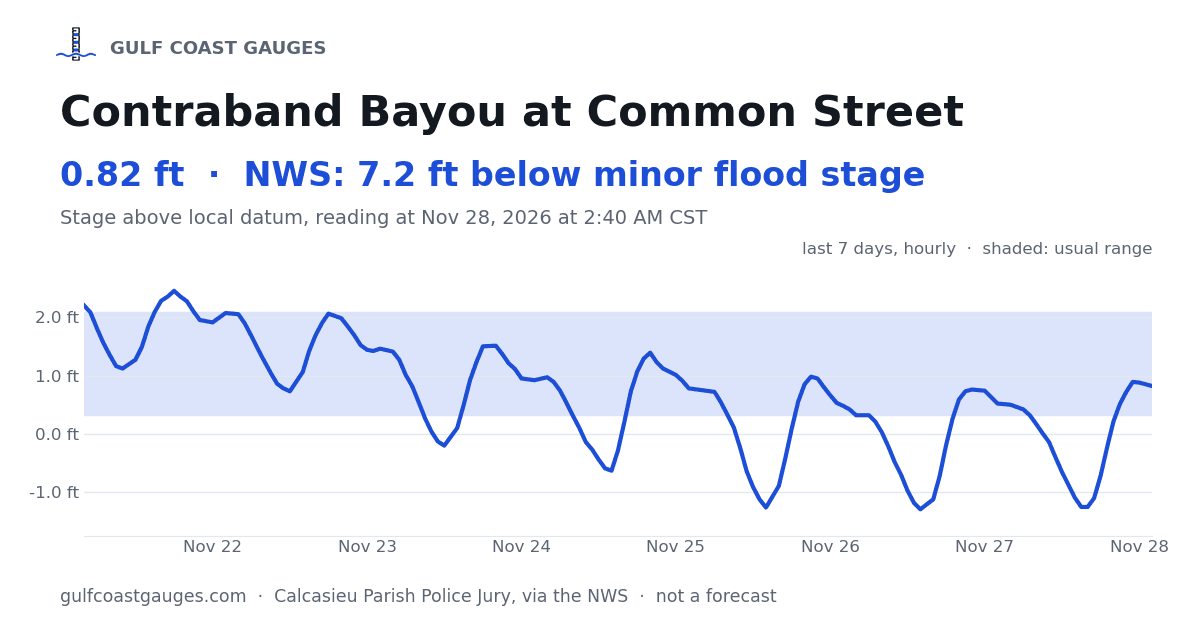 GULF COAST GAUGES
Contraband Bayou at Common Street
0.82 ft · NWS: 7.2 ft below minor flood stage
Stage above local datum, reading at Nov 28, 2026 at 2:40 AM CST
last 7 days, hourly · shaded: usual range
2.0 ft
1.0 ft
0.0 ft
-1.0 ft
Nov 22 Nov 23 Nov 24 Nov 25 Nov 26 Nov 27 Nov 28
gulfcoastgauges.com · Calcasieu Parish Police Jury, via the NWS · not a forecast